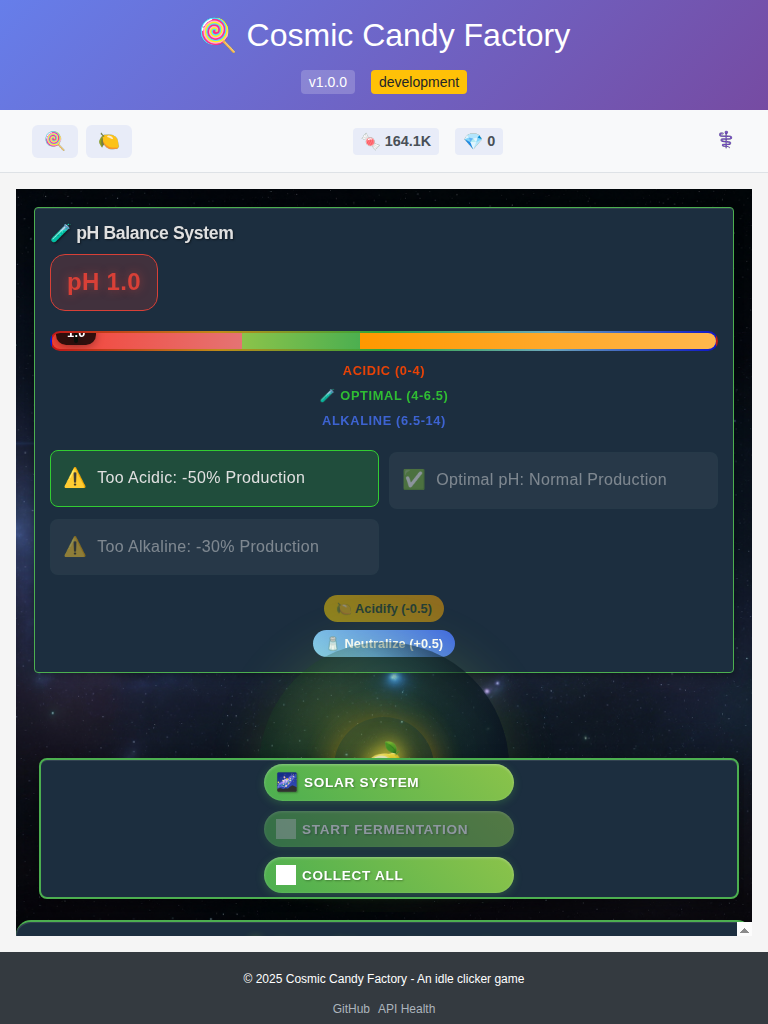 Cosmic Candy Factory
v1.0.0 development
164.1K 0
pH Balance System
pH 1.0
1.0
ACIDIC (0-4)
OPTIMAL (4-6.5)
ALKALINE (6.5-14)
Too Acidic: -50% Production
Optimal pH: Normal Production
Too Alkaline: -30% Production
Acidify (-0.5)
Neutralize (+0.5)
SOLAR SYSTEM
START FERMENTATION
COLLECT ALL
© 2025 Cosmic Candy Factory - An idle clicker game
GitHub API Health